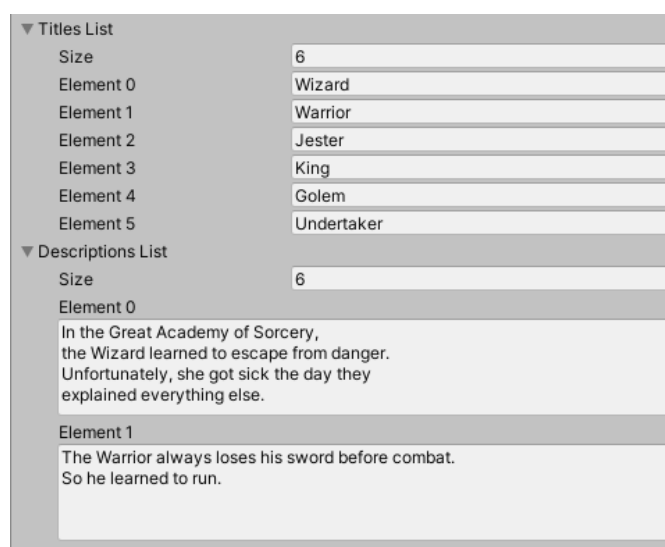 Titles List
Size 6
Element 0 Wizard
Element 1 Warrior
Element 2 Jester
Element 3 King
Element 4 Golem
Element 5 Undertaker
Descriptions List
Size 6
Element 0
In the Great Academy of Sorcery,
the Wizard learned to escape from danger.
Unfortunately, she got sick the day they
explained everything else.
Element 1
The Warrior always loses his sword before combat.
So he learned to run.